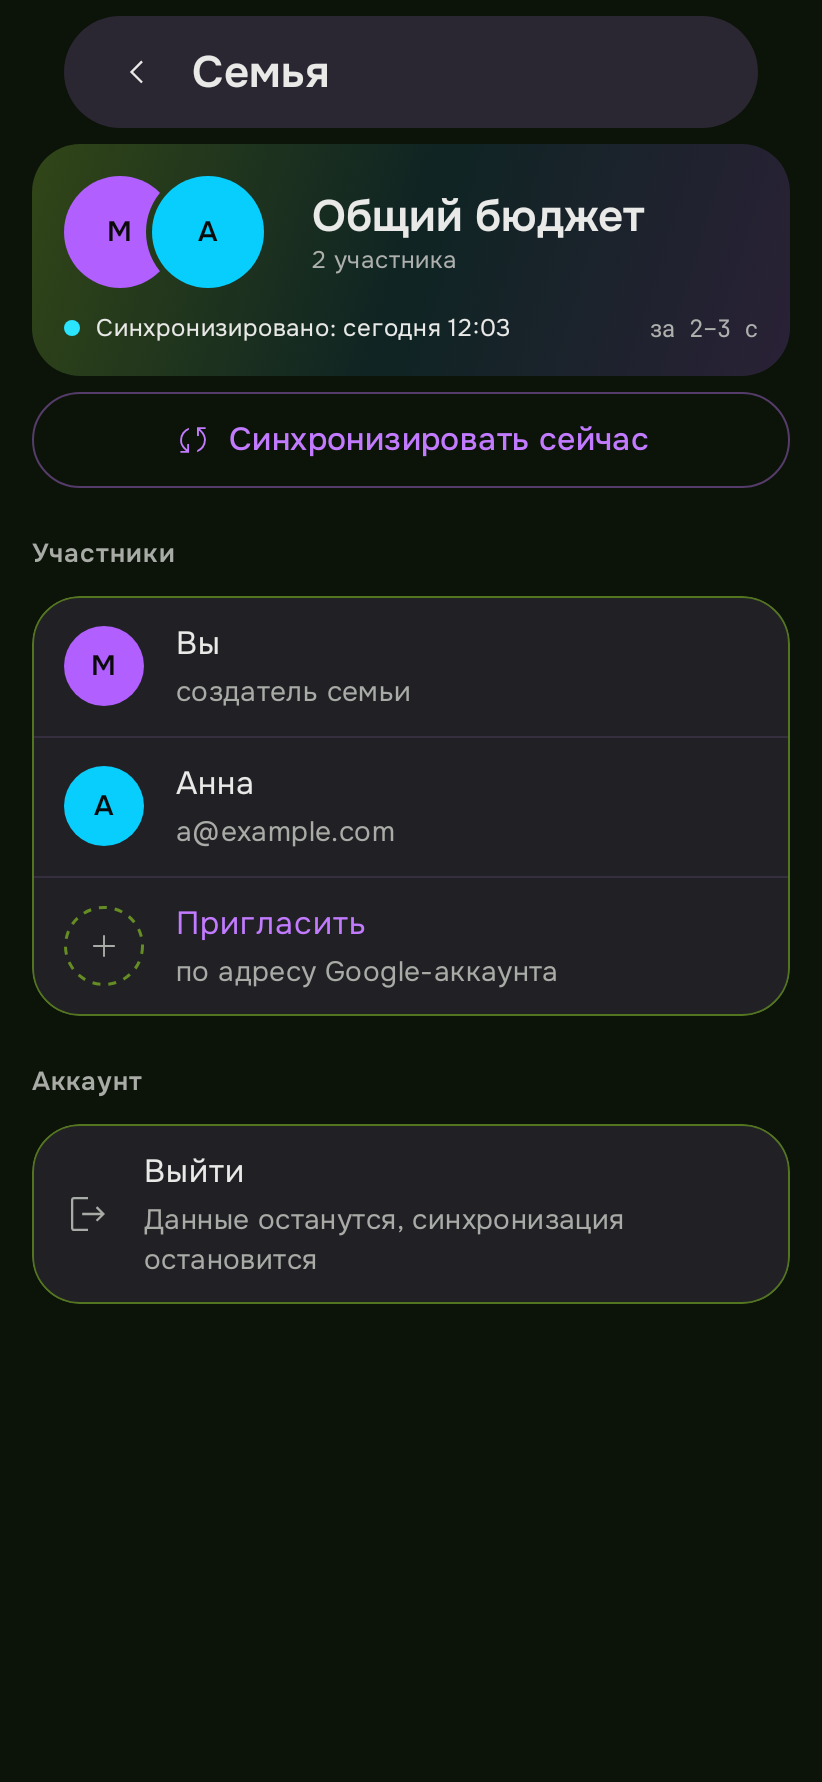 Семья
М
А
Общий бюджет
2 участника
Синхронизировано: сегодня 12:03
за 2–3 с
Синхронизировать сейчас
Участники
М
Вы
создатель семьи
А
Анна
a@example.com
Пригласить
по адресу Google-аккаунта
Аккаунт
Выйти
Данные останутся, синхронизация
остановится